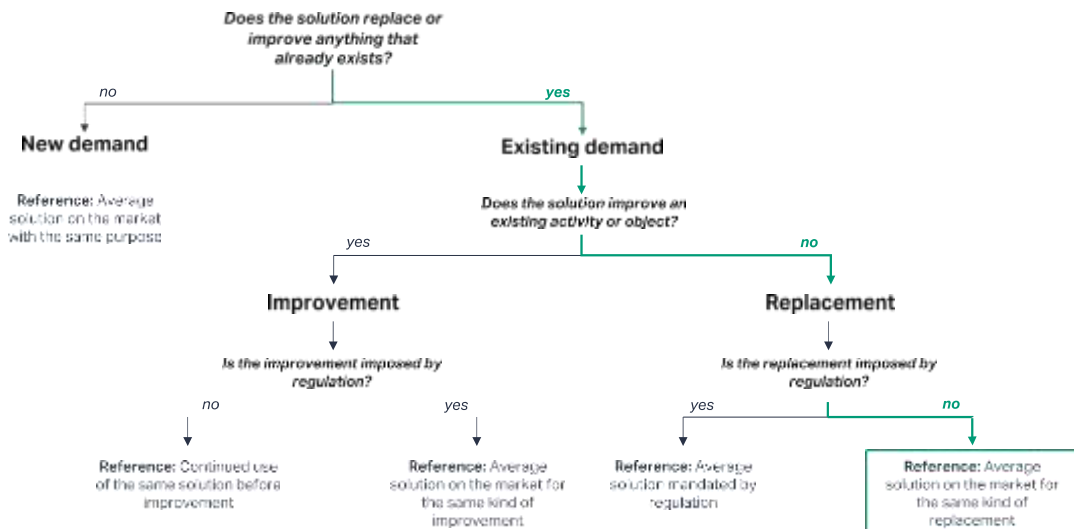 Does the solution replace or
improve anything that
already exists?
no
yes
New demand
Existing demand
Reference: Average
solution on the market
with the same purpose
Does the solution improve an
existing activity or object?
yes
no
Improvement
Replacement
Is the improvement imposed by
regulation?
Is the replacement imposed by
regulation?
no
yes
yes
no
Reference: Continued use
of the same solution before
improvement
Reference: Average
solution on the market for
the same kind of
improvement
Reference: Average
solution mandated by
regulation
Reference: Average
solution on the market for
the same kind of
replacement